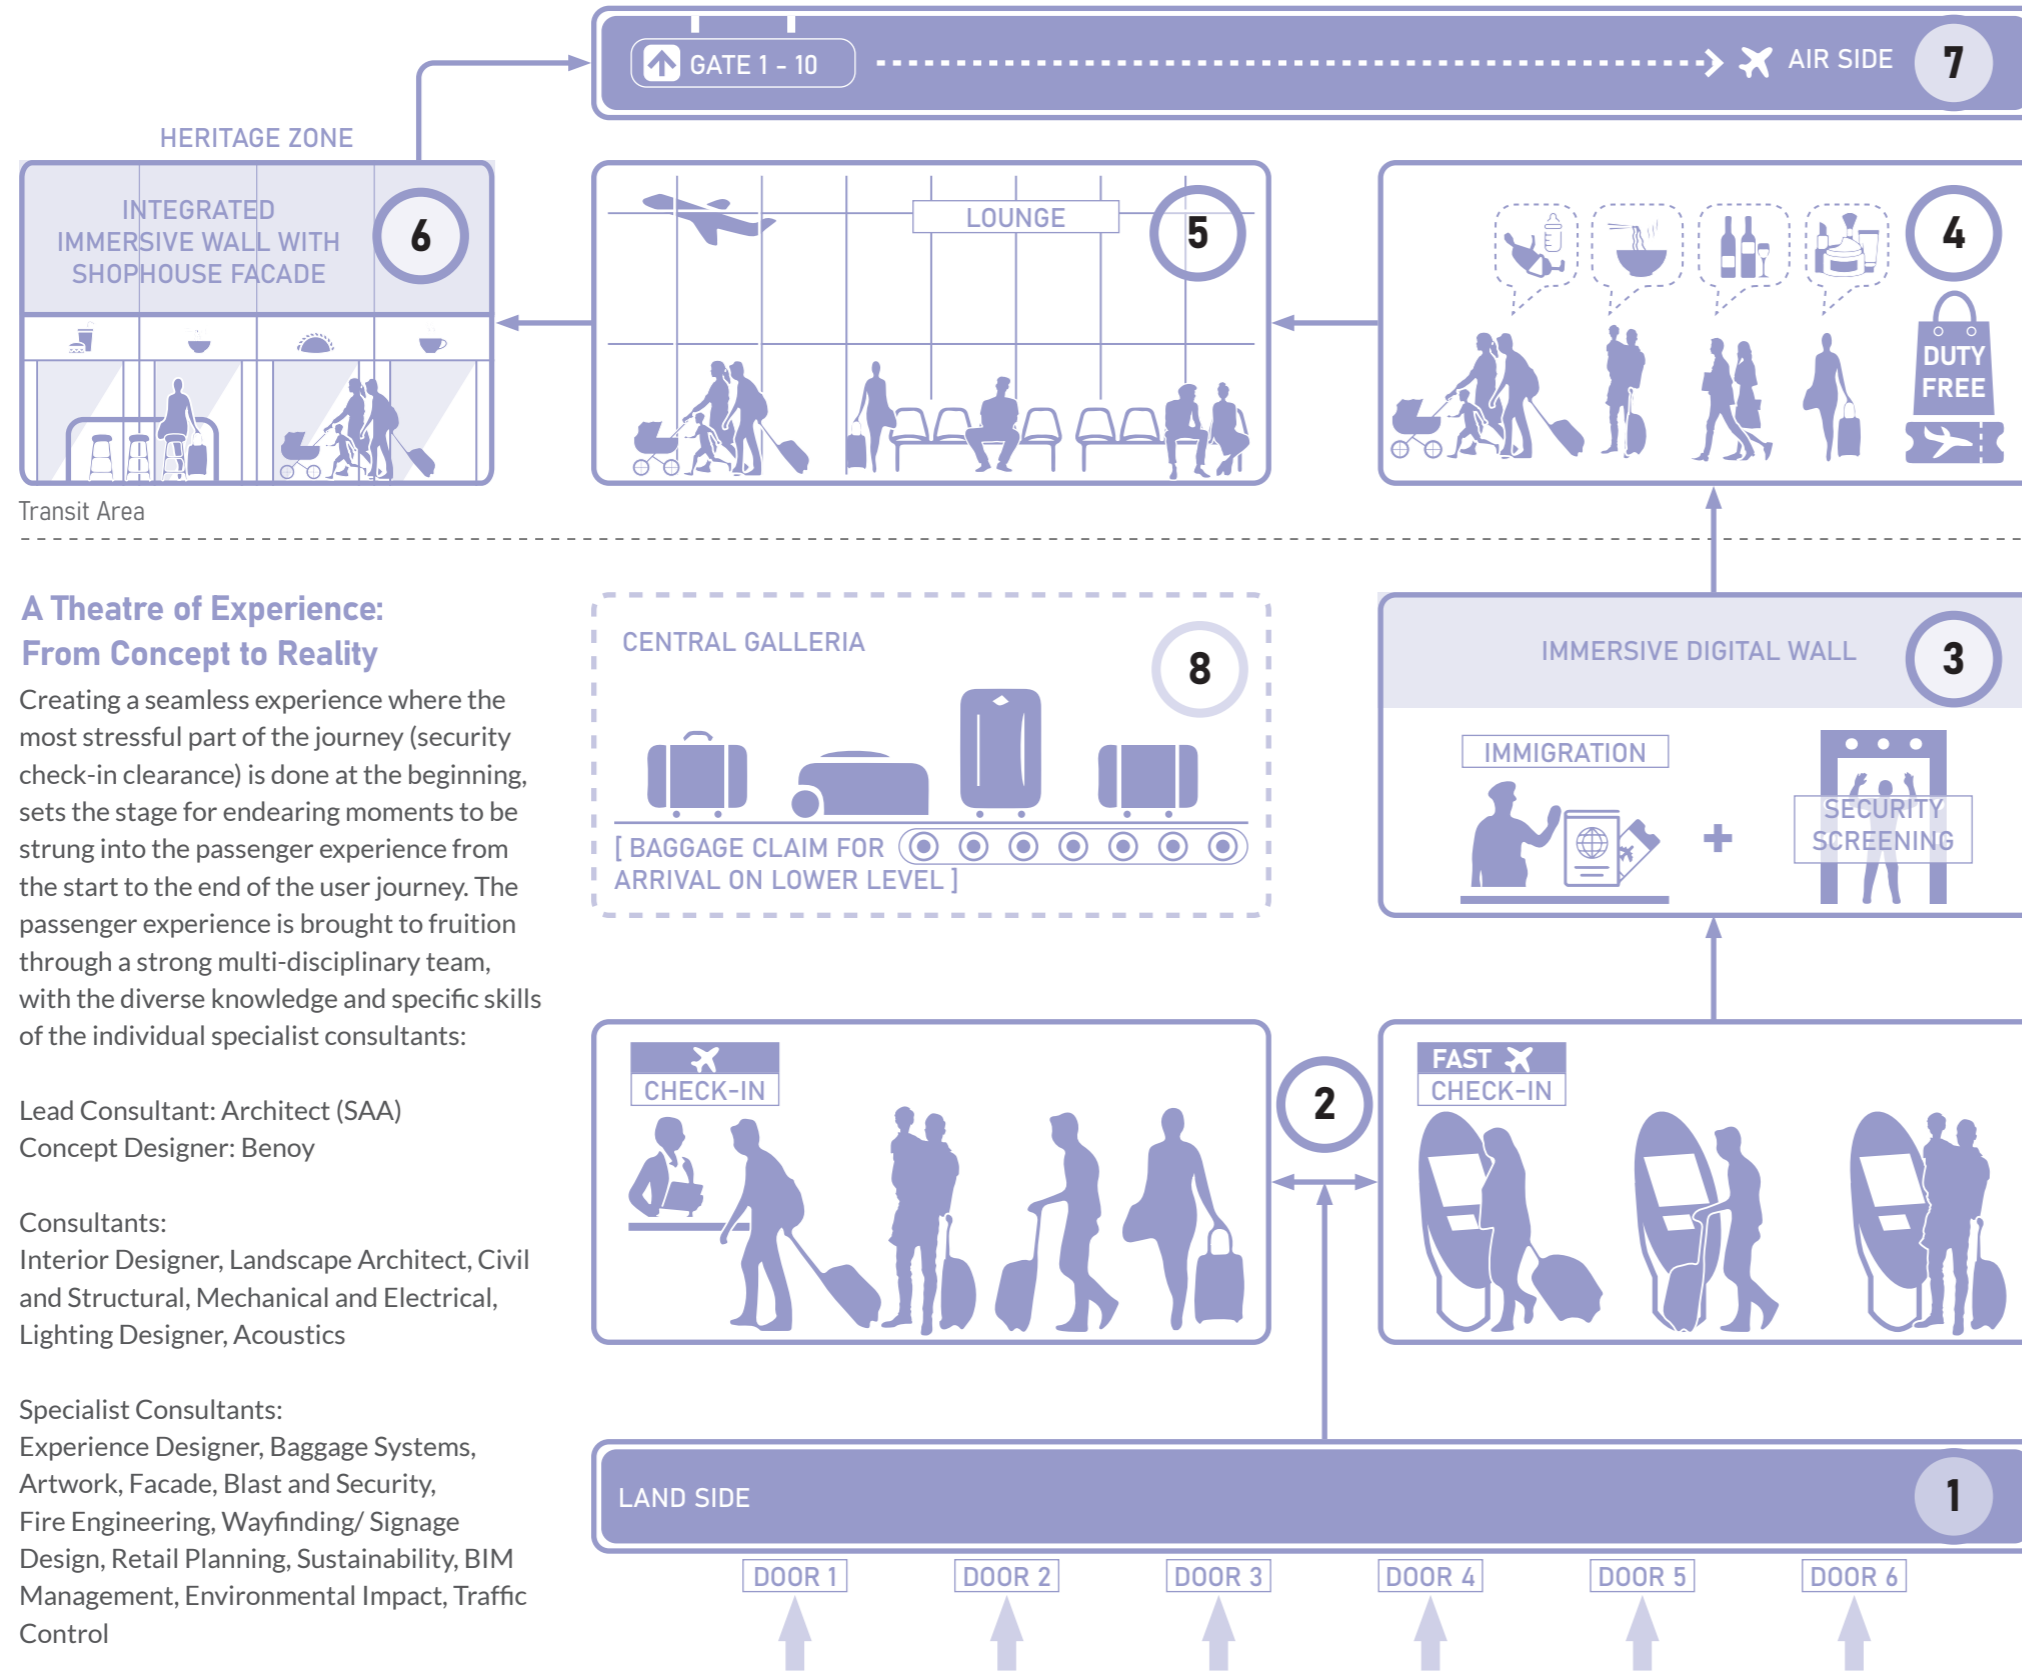 GATE 1 - 10
AIR SIDE
7
HERITAGE ZONE
INTEGRATED
IMMERSIVE WALL WITH
SHOPHOUSE FACADE
6
LOUNGE
5
4
DUTY
FREE
Transit Area
A Theatre of Experience:
From Concept to Reality
Creating a seamless experience where the
most stressful part of the journey (security
check-in clearance) is done at the beginning,
sets the stage for endearing moments to be
strung into the passenger experience from
the start to the end of the user journey. The
passenger experience is brought to fruition
through a strong multi-disciplinary team,
with the diverse knowledge and specific skills
of the individual specialist consultants:
Lead Consultant: Architect (SAA)
Concept Designer: Benoy
Consultants:
Interior Designer, Landscape Architect, Civil
and Structural, Mechanical and Electrical,
Lighting Designer, Acoustics
Specialist Consultants:
Experience Designer, Baggage Systems,
Artwork, Facade, Blast and Security,
Fire Engineering, Wayfinding/ Signage
Design, Retail Planning, Sustainability, BIM
Management, Environmental Impact, Traffic
Control
CENTRAL GALLERIA
8
[ BAGGAGE CLAIM FOR
ARRIVAL ON LOWER LEVEL ]
IMMERSIVE DIGITAL WALL
3
IMMIGRATION
+
SECURITY
SCREENING
CHECK-IN
2
FAST
CHECK-IN
LAND SIDE
1
DOOR 1
DOOR 2
DOOR 3
DOOR 4
DOOR 5
DOOR 6